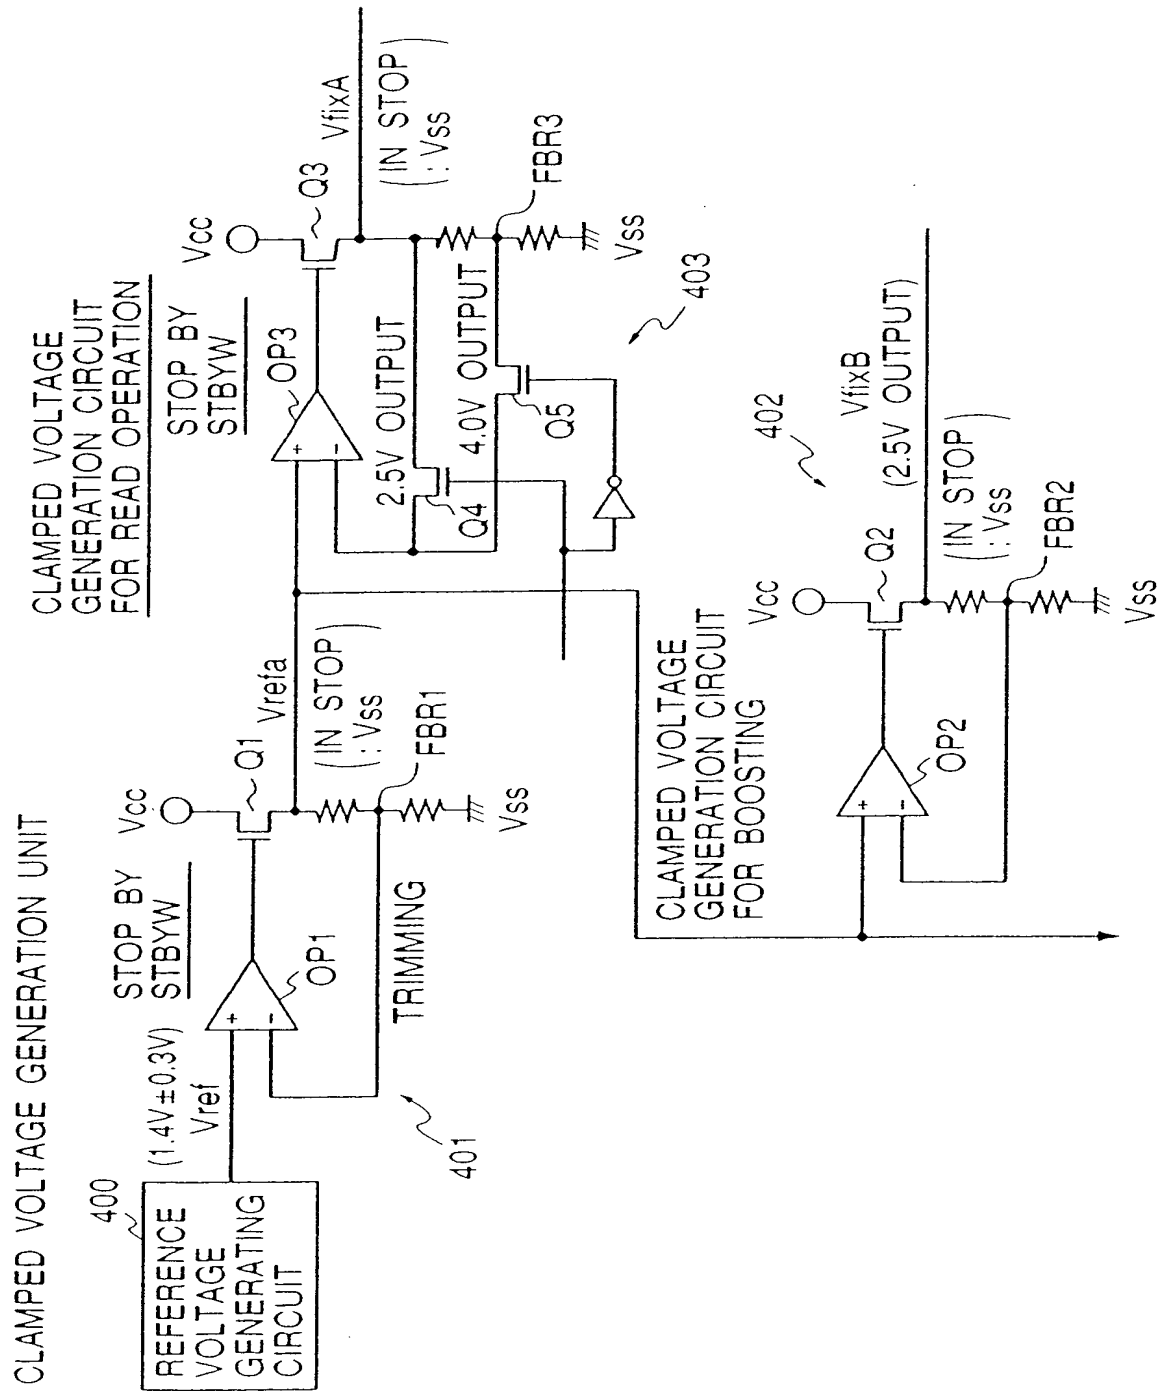 CLAMPED VOLTAGE GENERATION UNIT
400
REFERENCE
VOLTAGE
GENERATING
CIRCUIT
(1.4V±0.3V)
Vref
STOP BY
STBYW
+
-
OP1
Vcc
Q1
Vrefa
(IN STOP)
(: Vss)
FBR1
Vss
TRIMMING
401
CLAMPED VOLTAGE
GENERATION CIRCUIT
FOR READ OPERATION
STOP BY
STBYW
+
-
OP3
Vcc
Q3
VfixA
(IN STOP)
(: Vss)
2.5V OUTPUT
Q4
4.0V OUTPUT
Q5
FBR3
Vss
403
CLAMPED VOLTAGE
GENERATION CIRCUIT
FOR BOOSTING
+
-
OP2
Vcc
Q2
402
VfixB
(2.5V OUTPUT)
(IN STOP)
(: Vss)
FBR2
Vss